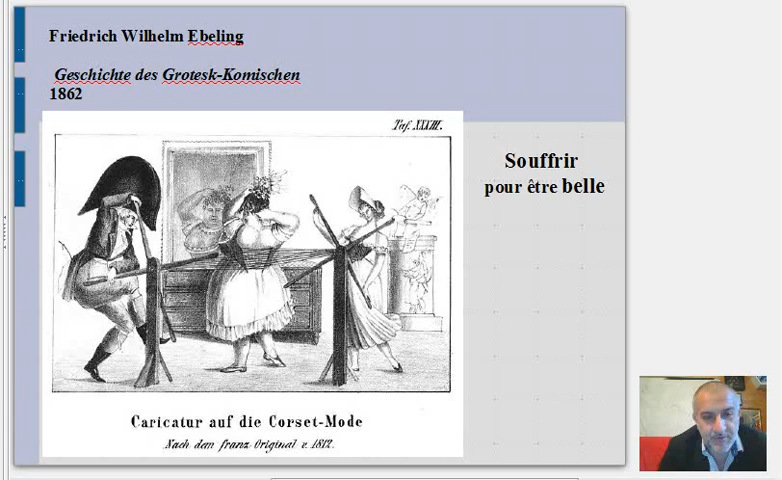 Friedrich Wilhelm Ebeling
Geschichte des Grotesk-Komischen
1862
Taf. XXXIII.
Souffrir
pour être belle
Caricatur auf die Corset-Mode
Nach dem franz. Original v. 1812.